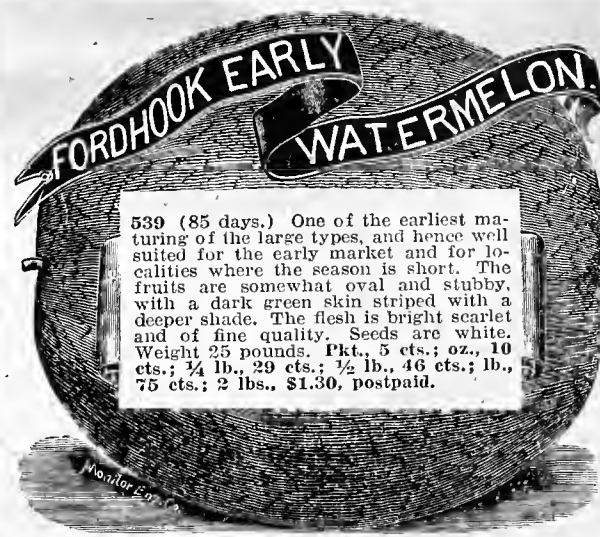 FORDHOOK EARLY
WATERMELON.
539 (85 days.) One of the earliest ma-
turing of the large types, and hence well
suited for the early market and for lo-
calities where the season is short. The
fruits are somewhat oval and stubby,
with a dark green skin striped with a
deeper shade. The flesh is bright scarlet
and of fine quality. Seeds are white.
Weight 25 pounds. Pkt., 5 cts.; oz., 10
cts.; ¼ lb., 29 cts.; ½ lb., 46 cts.; lb.,
75 cts.; 2 lbs., $1.30, postpaid.
Monitor Eng. Co.